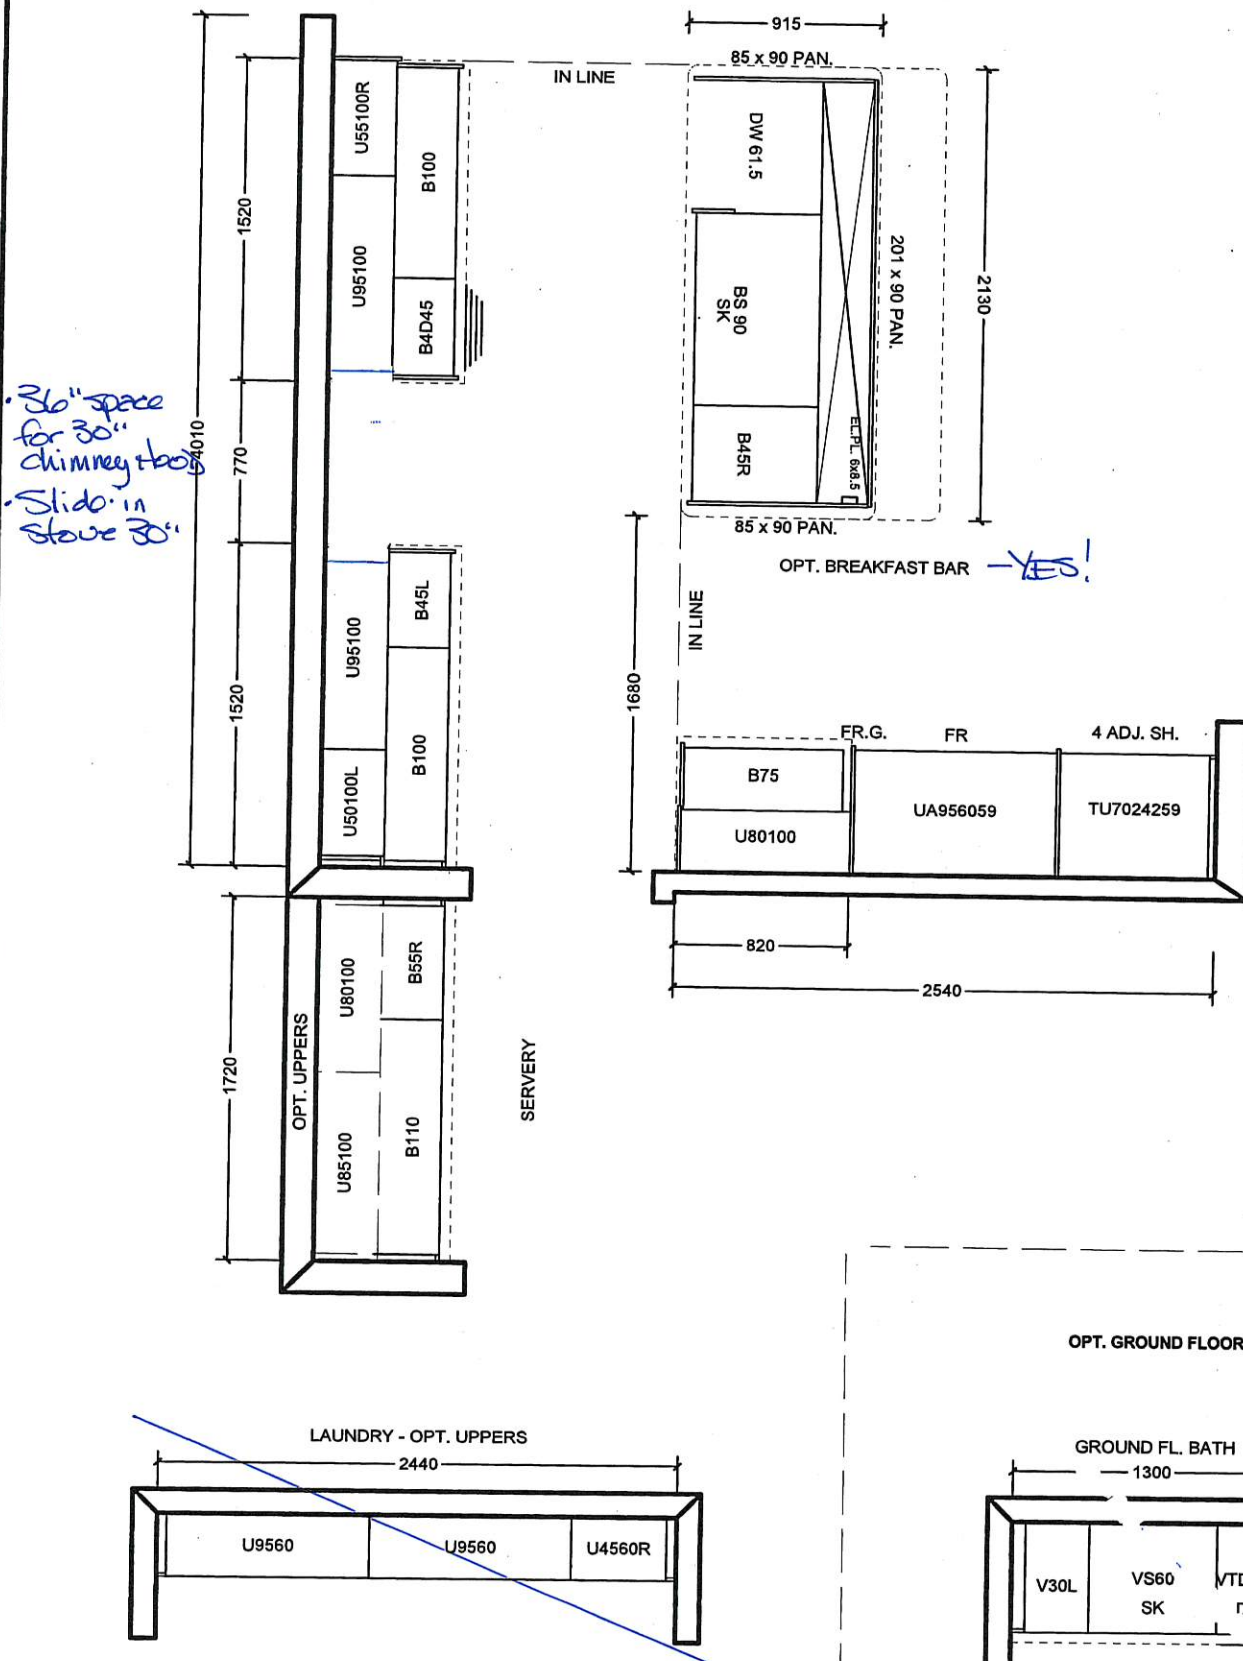 915
85 x 90 PAN.
IN LINE
U55100R
B100
DW 61.5
1520
U95100
B4D45
BS 90
SK
201 x 90 PAN.
2130
· 36" space
for 30"
chimney hood
· Slide-in
stove 30"
4010
770
B45R
EL.PL. 6x8.5
85 x 90 PAN.
OPT. BREAKFAST BAR
-YES!
IN LINE
B45L
U95100
1520
B100
U50100L
1680
FR.G.
FR
4 ADJ. SH.
B75
U80100
UA956059
TU7024259
820
2540
U80100
B55R
OPT. UPPERS
1720
U85100
B110
SERVERY
OPT. GROUND FLOOR
LAUNDRY - OPT. UPPERS
2440
U9560
U9560
U4560R
GROUND FL. BATH
1300
V30L
VS60
SK